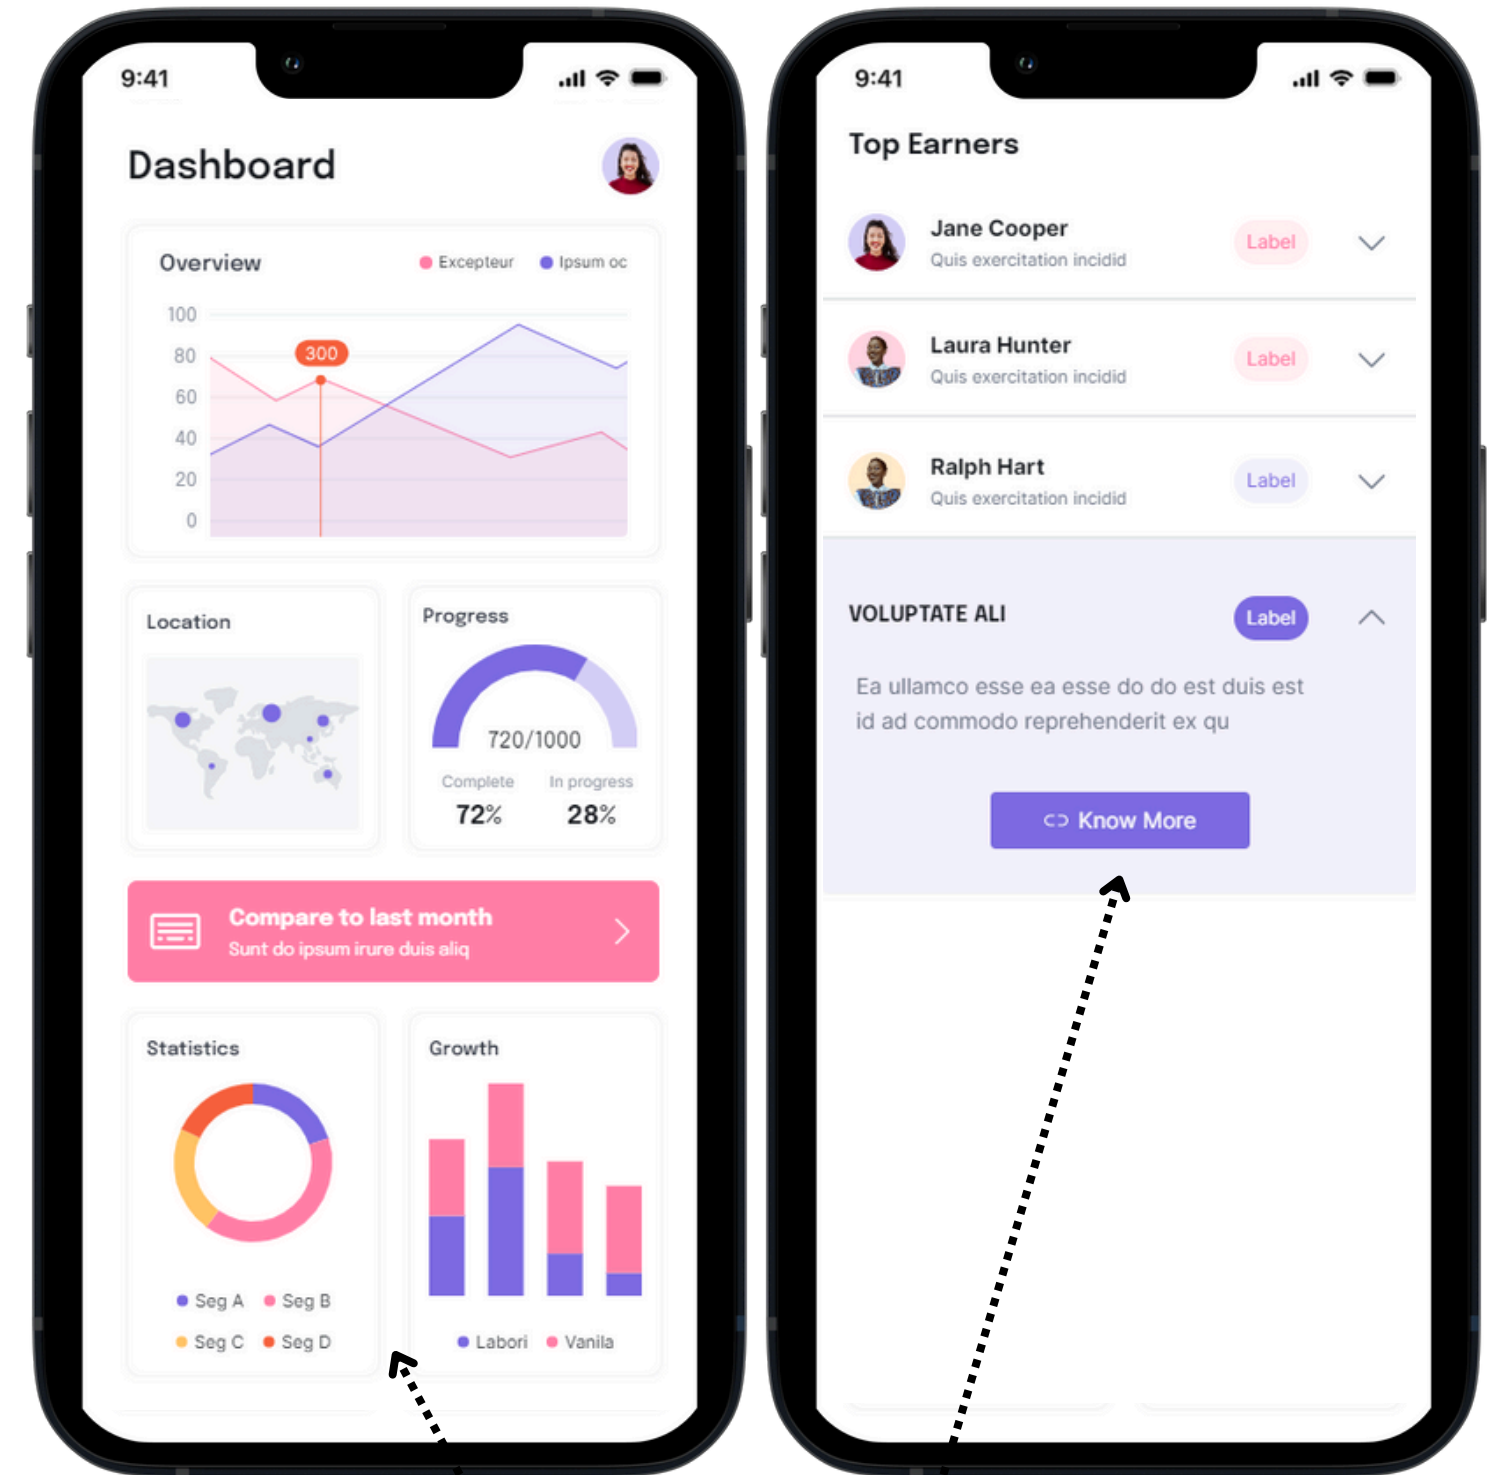 9:41
Dashboard
Overview
Excepteur
Ipsum oc
100
80
60
40
20
0
300
Location
Progress
720/1000
Complete
In progress
72%
28%
Compare to last month
Sunt do ipsum irure duis aliq
Statistics
Seg A
Seg B
Seg C
Seg D
Growth
Labori
Vanila
9:41
Top Earners
Jane Cooper
Quis exercitation incidid
Label
Laura Hunter
Quis exercitation incidid
Label
Ralph Hart
Quis exercitation incidid
Label
VOLUPTATE ALI
Label
Ea ullamco esse ea esse do do est duis est
id ad commodo reprehenderit ex qu
Know More